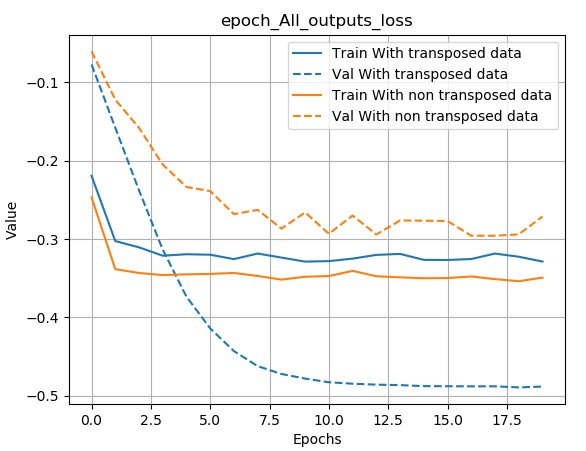 epoch_All_outputs_loss
Train With transposed data
Val With transposed data
Train With non transposed data
Val With non transposed data
−0.1
−0.2
−0.3
−0.4
−0.5
Value
0.0 2.5 5.0 7.5 10.0 12.5 15.0 17.5
Epochs